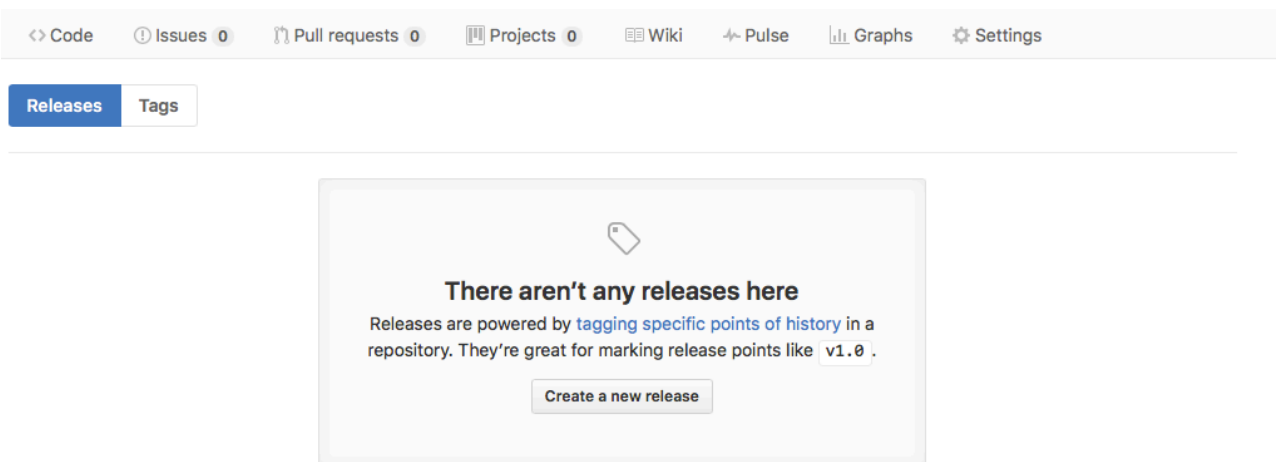 Code Issues 0 Pull requests 0 Projects 0 Wiki Pulse Graphs Settings
Releases Tags
There aren’t any releases here
Releases are powered by tagging specific points of history in a
repository. They’re great for marking release points like v1.0.
Create a new release